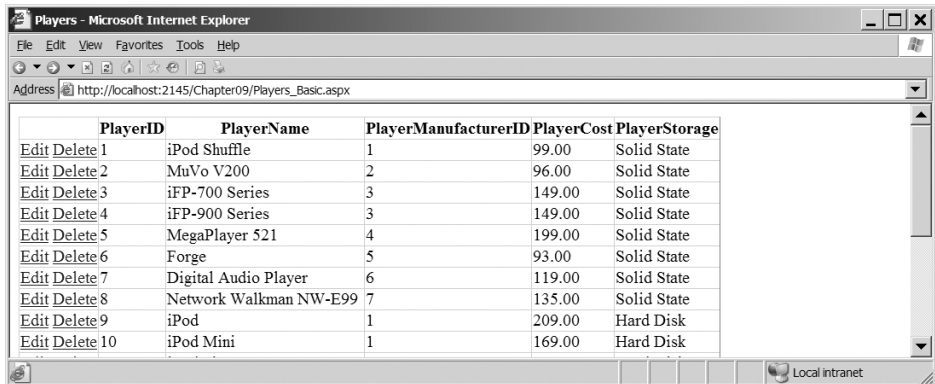 Players - Microsoft Internet Explorer
File Edit View Favorites Tools Help
Address http://localhost:2145/Chapter09/Players_Basic.aspx
PlayerID PlayerName PlayerManufacturerID PlayerCost PlayerStorage
Edit Delete 1 iPod Shuffle 1 99.00 Solid State
Edit Delete 2 MuVo V200 2 96.00 Solid State
Edit Delete 3 iFP-700 Series 3 149.00 Solid State
Edit Delete 4 iFP-900 Series 3 149.00 Solid State
Edit Delete 5 MegaPlayer 521 4 199.00 Solid State
Edit Delete 6 Forge 5 93.00 Solid State
Edit Delete 7 Digital Audio Player 6 119.00 Solid State
Edit Delete 8 Network Walkman NW-E99 7 135.00 Solid State
Edit Delete 9 iPod 1 209.00 Hard Disk
Edit Delete 10 iPod Mini 1 169.00 Hard Disk
Local intranet